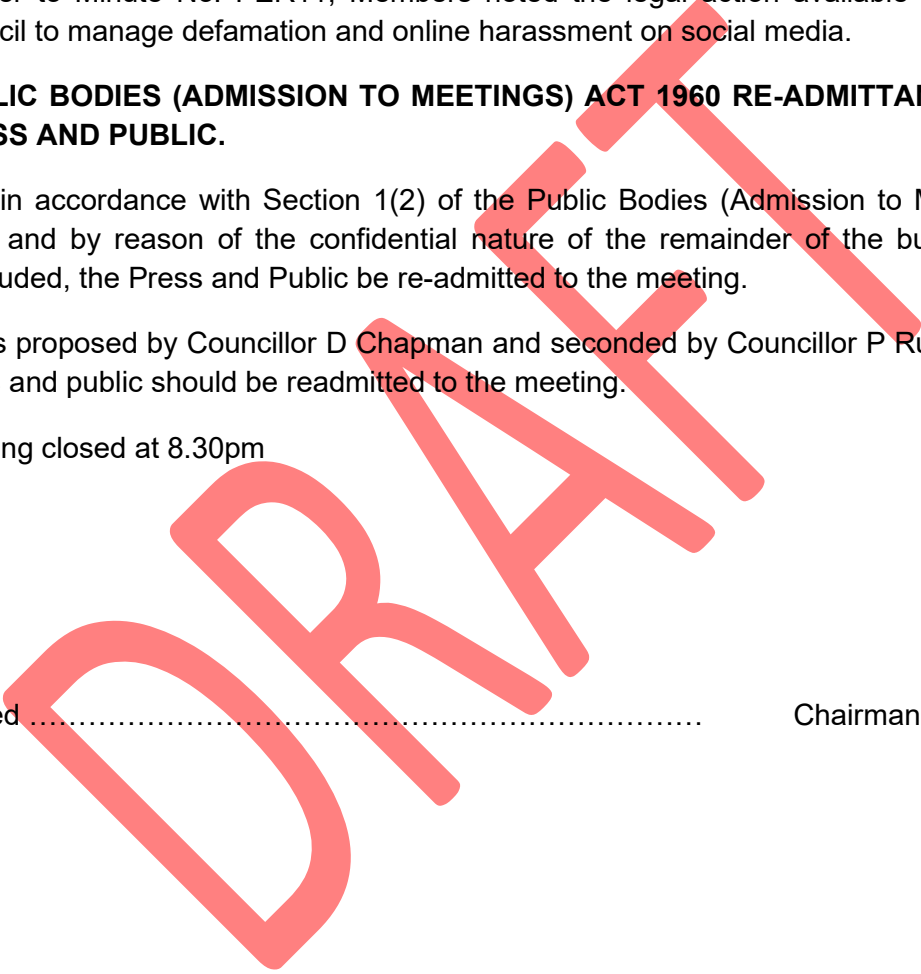 to Minute No. PER11, Members noted the legal action available
cil to manage defamation and online harassment on social media.
LIC BODIES (ADMISSION TO MEETINGS) ACT 1960 RE-ADMITTA
SS AND PUBLIC.
in accordance with Section 1(2) of the Public Bodies (Admission to M
and by reason of the confidential nature of the remainder of the bu
uded, the Press and Public be re-admitted to the meeting.
s proposed by Councillor D Chapman and seconded by Councillor P Ru
and public should be readmitted to the meeting.
ng closed at 8.30pm
ed ……………………………………………………………… Chairman
DRAFT